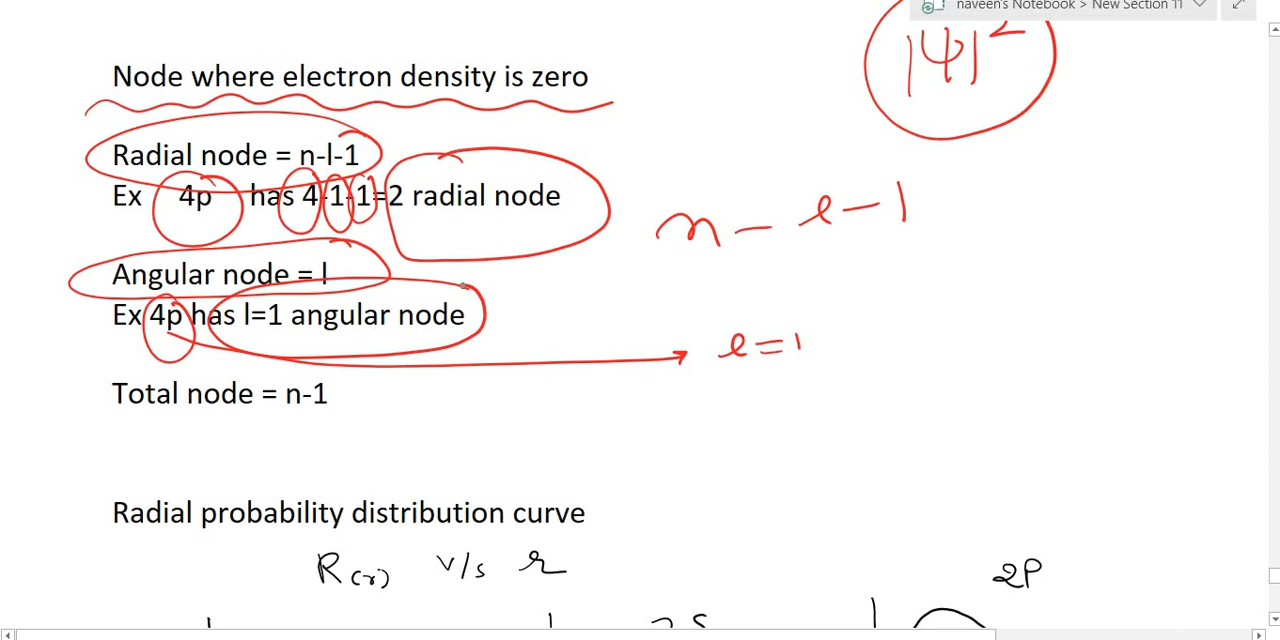 naveen's Notebook > New Section 11
|ψ|²
Node where electron density is zero
Radial node = n-l-1
Ex 4p has 4-1-1=2 radial node
n - l - 1
Angular node = l
Ex 4p has l=1 angular node
l = 1
Total node = n-1
Radial probability distribution curve
R(r) v/s r
2P
2S